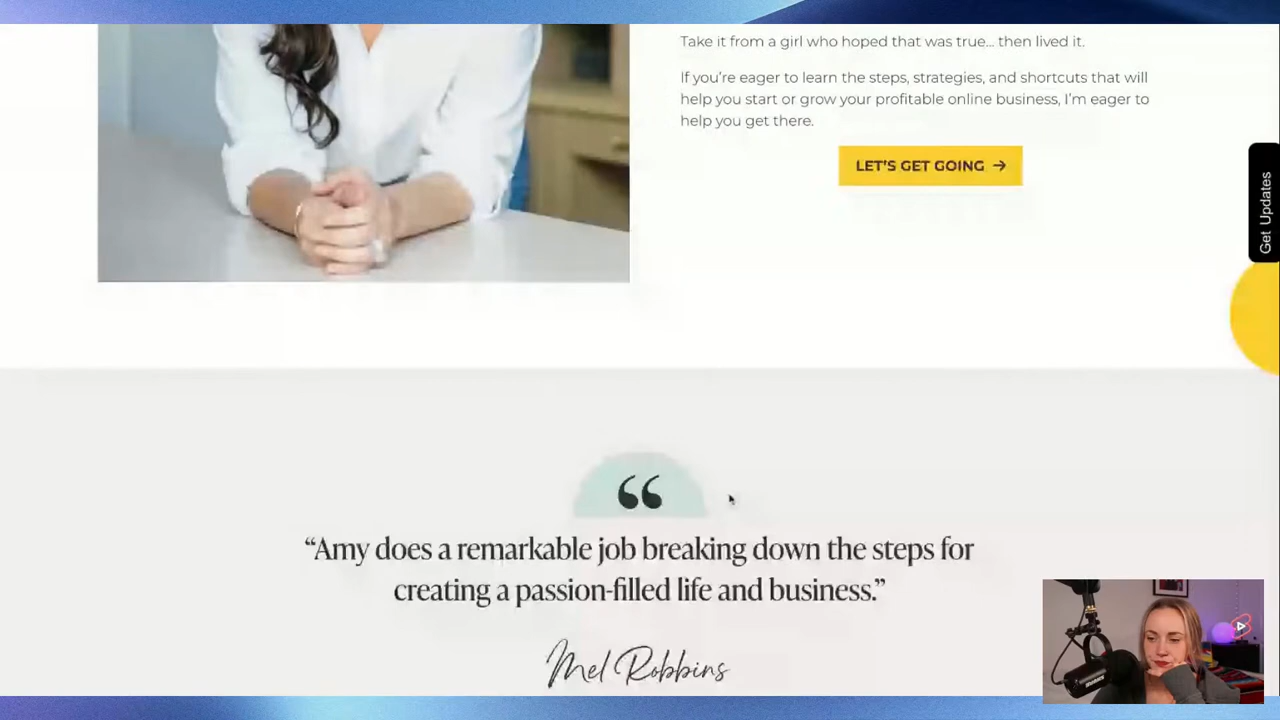 Take it from a girl who hoped that was true... then lived it.
If you're eager to learn the steps, strategies, and shortcuts that will
help you start or grow your profitable online business, I'm eager to
help you get there.
LET'S GET GOING →
Get Updates
“
“Amy does a remarkable job breaking down the steps for
creating a passion-filled life and business.”
Mel Robbins